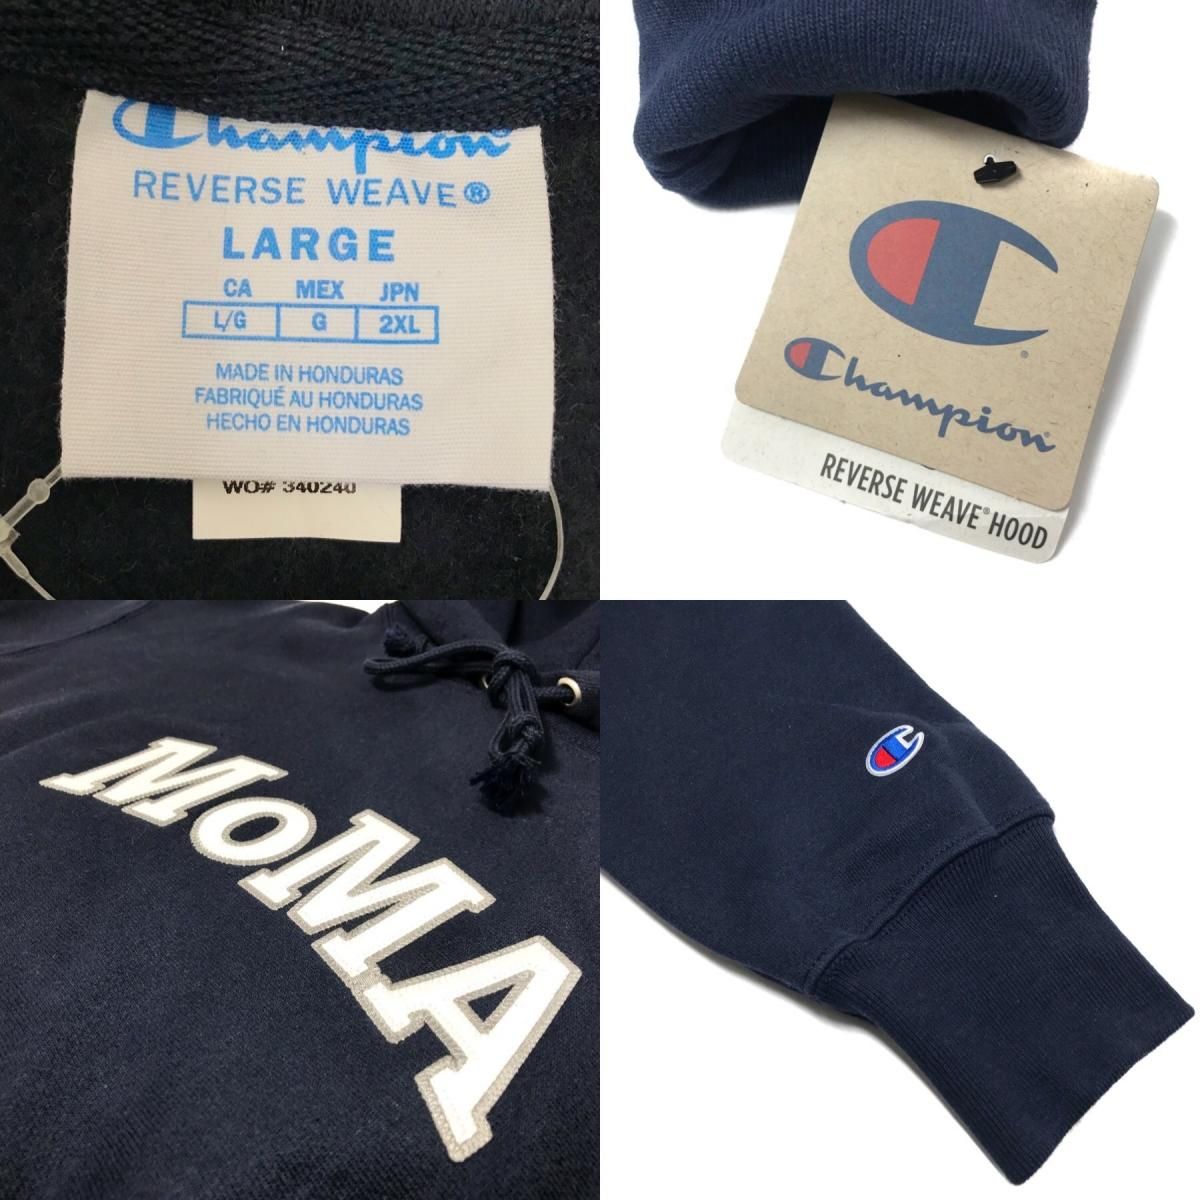 Champion®
REVERSE WEAVE®
LARGE
CA MEX JPN
L/G G 2XL
MADE IN HONDURAS
FABRIQUÉ AU HONDURAS
HECHO EN HONDURAS
WO# 340240
Champion®
REVERSE WEAVE® HOOD
MoMA